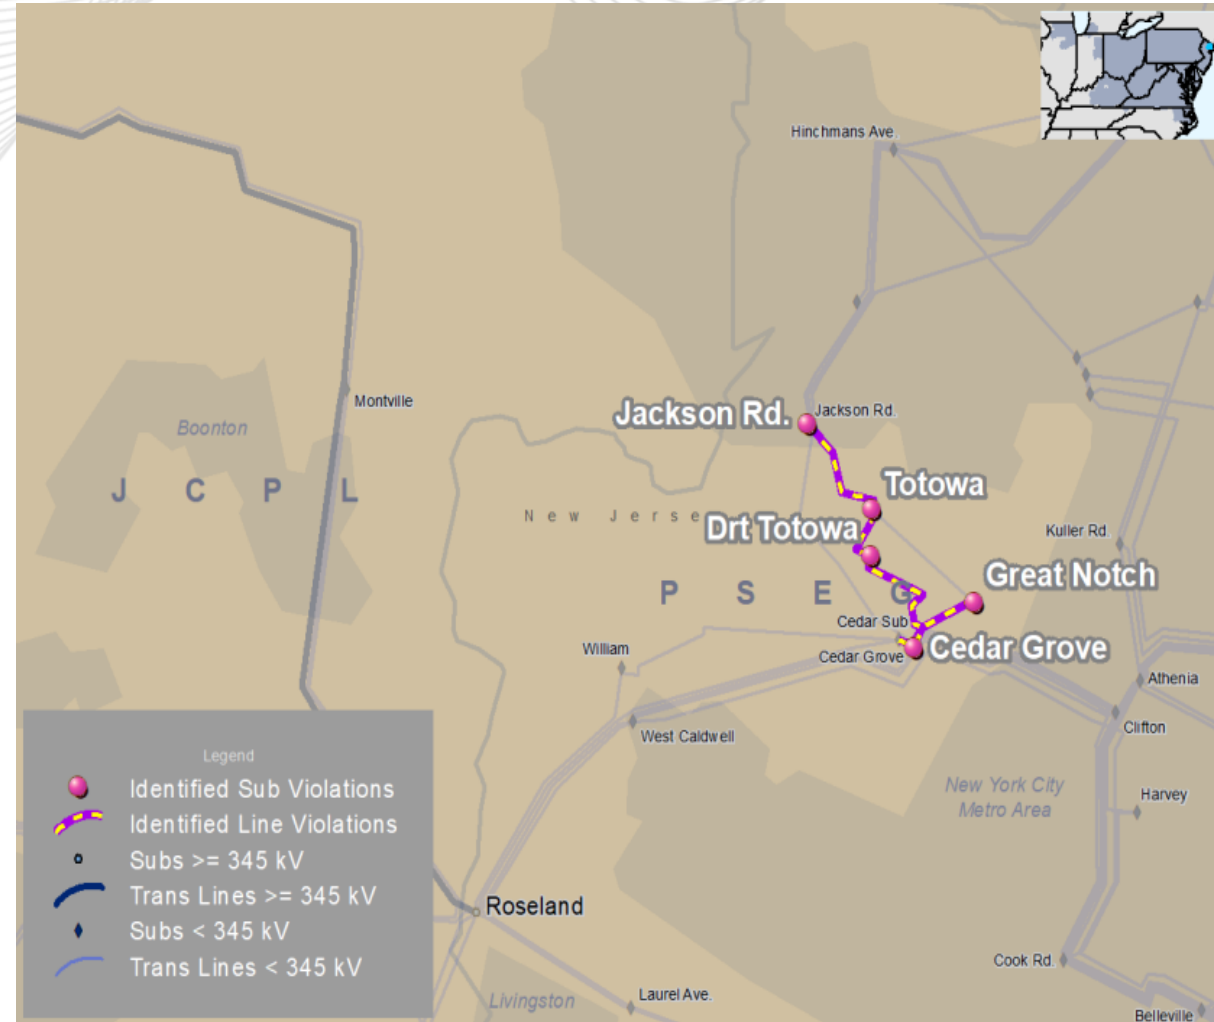 Hinchmans Ave.
Montville
Boonton
Jackson Rd.
Jackson Rd.
J C P L
Totowa
New Jerse
Drt Totowa
Kuller Rd.
Great Notch
P S E G
Cedar Sub
William
Cedar Grove
Cedar Grove
Athenia
West Caldwell
Clifton
New York City
Metro Area
Harvey
Legend
Identified Sub Violations
Identified Line Violations
Subs >= 345 kV
Trans Lines >= 345 kV
Subs < 345 kV
Trans Lines < 345 kV
Roseland
Cook Rd.
Livingston
Laurel Ave.
Belleville